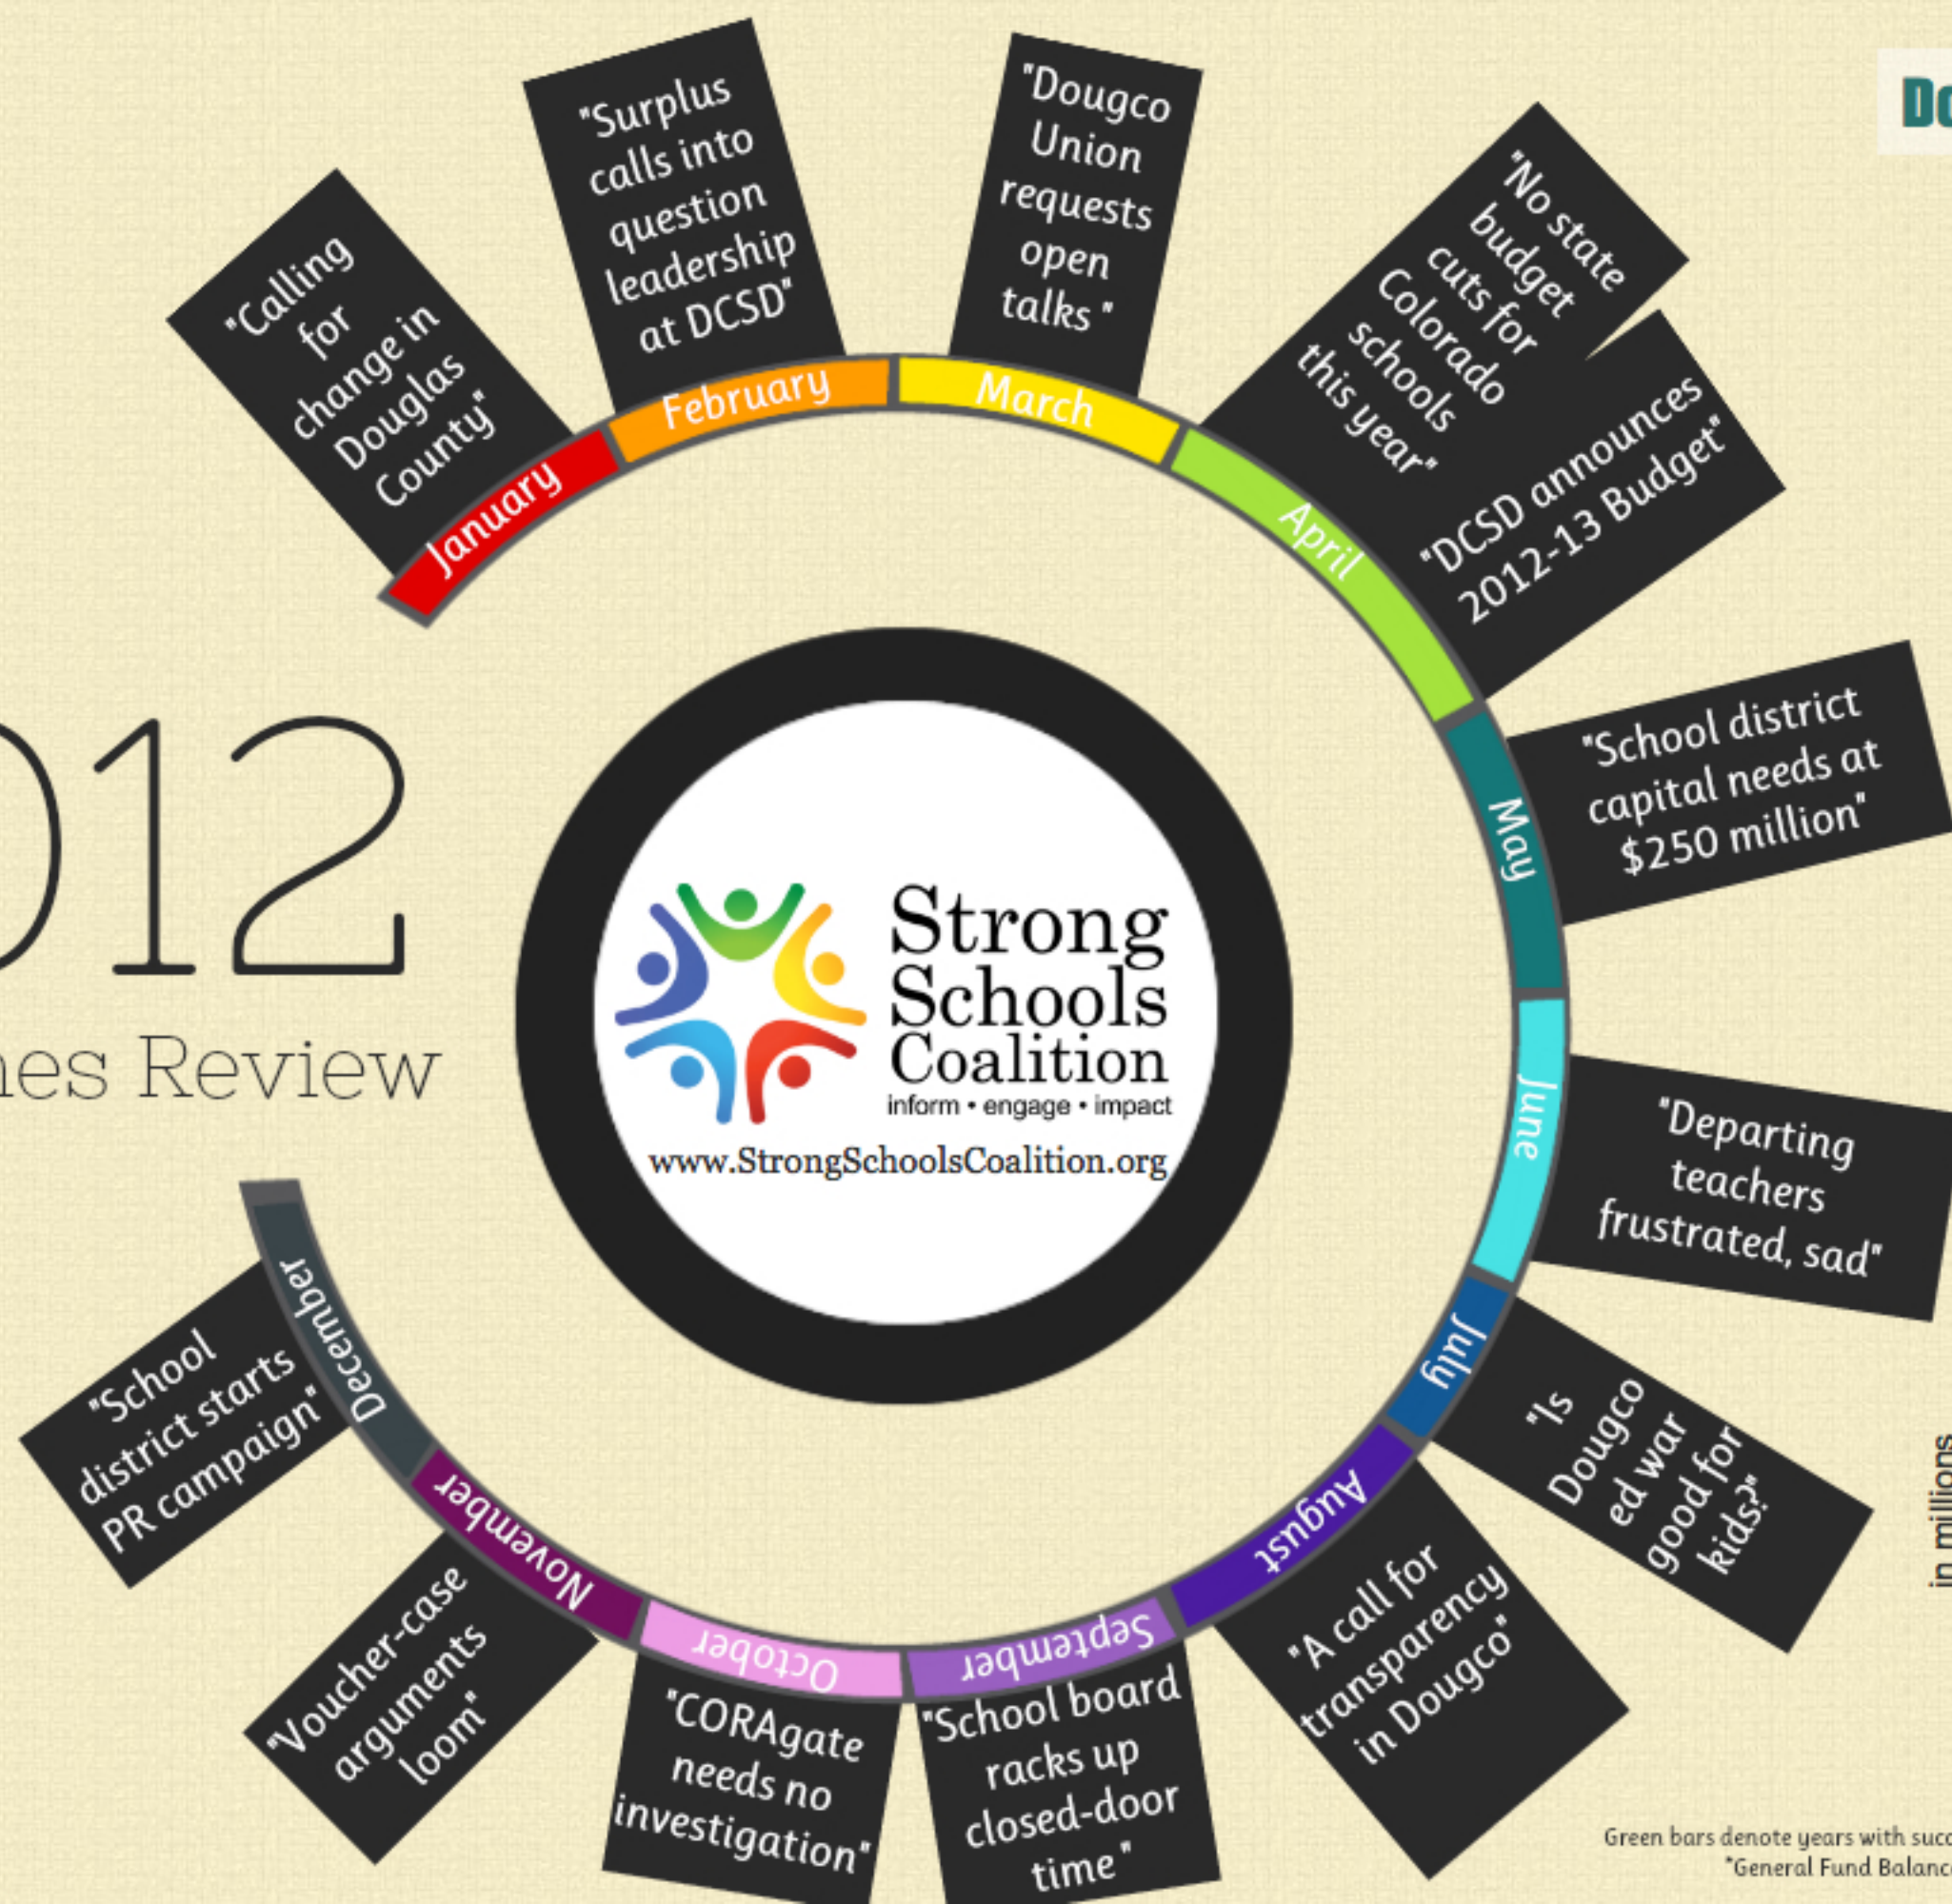 012
Review
"Calling
for
change in
Douglas
County"
January
"Surplus
calls into
question
leadership
at DCSD"
February
"Dougco
Union
requests
open
talks "
March
"No state
budget
cuts for
Colorado
schools
this year"
"DCSD announces
2012-13 Budget"
April
"School district
capital needs at
$250 million"
May
"Departing
teachers
frustrated, sad"
June
"Is
Dougco
ed war
good for
kids?"
July
"A call for
transparency
in Dougco"
August
"School board
racks up
closed-door
time "
September
"CORAgate
needs no
investigation"
October
"Voucher-case
arguments
loom"
November
"School
district starts
PR campaign"
December
Strong
Schools
Coalition
inform • engage • impact
www.StrongSchoolsCoalition.org
in millions
Green bars denote years with
*General Fund